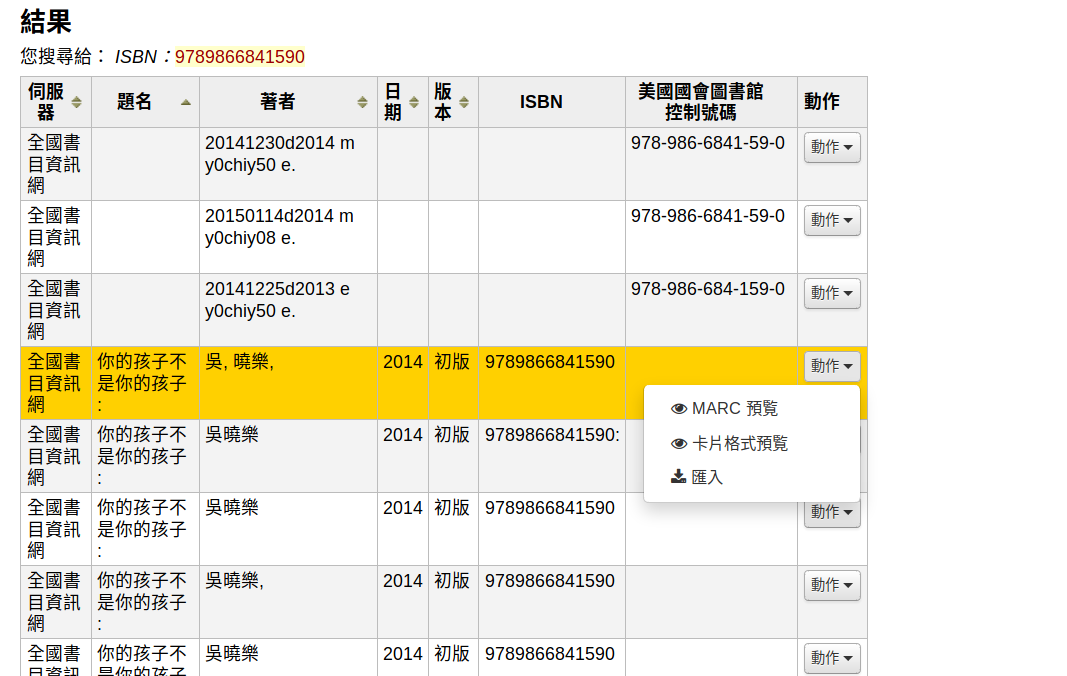 結果
您搜尋給： ISBN：9789866841590
伺服器 題名 著者 日期 版本 ISBN 美國國會圖書館控制號碼 動作
全國書目資訊網 20141230d2014 m y0chiy50 e. 978-986-6841-59-0 動作
全國書目資訊網 20150114d2014 m y0chiy08 e. 978-986-6841-59-0 動作
全國書目資訊網 20141225d2013 e y0chiy50 e. 978-986-684-159-0 動作
全國書目資訊網 你的孩子不是你的孩子 : 吳, 曉樂, 2014 初版 9789866841590 動作
MARC 預覧
卡片格式預覧
匯入
全國書目資訊網 你的孩子不是你的孩子 : 吳曉樂 2014 初版 9789866841590:
全國書目資訊網 你的孩子不是你的孩子 : 吳曉樂 2014 初版 9789866841590 動作
全國書目資訊網 你的孩子不是你的孩子 : 吳曉樂, 2014 初版 9789866841590 動作
全國書目資訊 你的孩子不是你的孩子 吳曉樂 2014 初版 9789866841590 動作